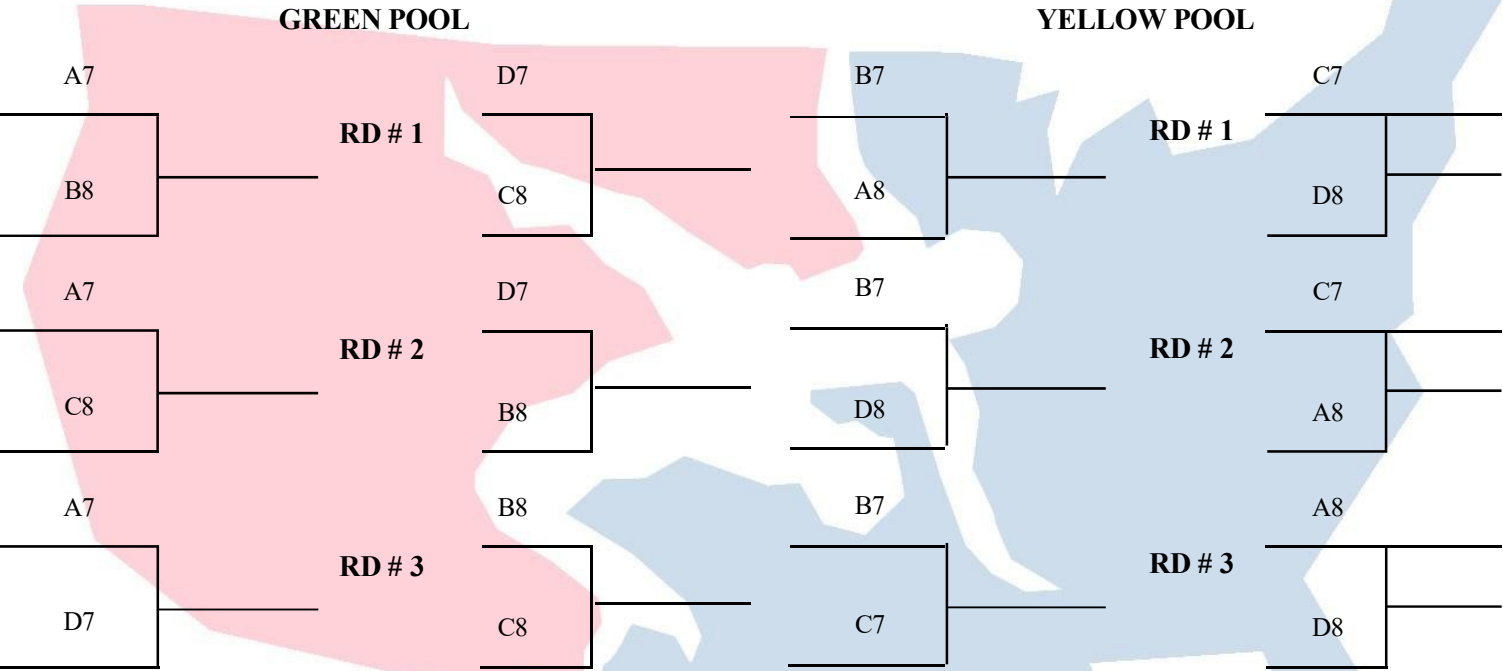 GREEN POOL YELLOW POOL
A7 D7 B7 C7
RD # 1 RD # 1
B8 C8 A8 D8
A7 D7 B7 C7
RD # 2 RD # 2
C8 B8 D8 A8
A7 B8 B7 A8
RD # 3 RD # 3
D7 C8 C7 D8